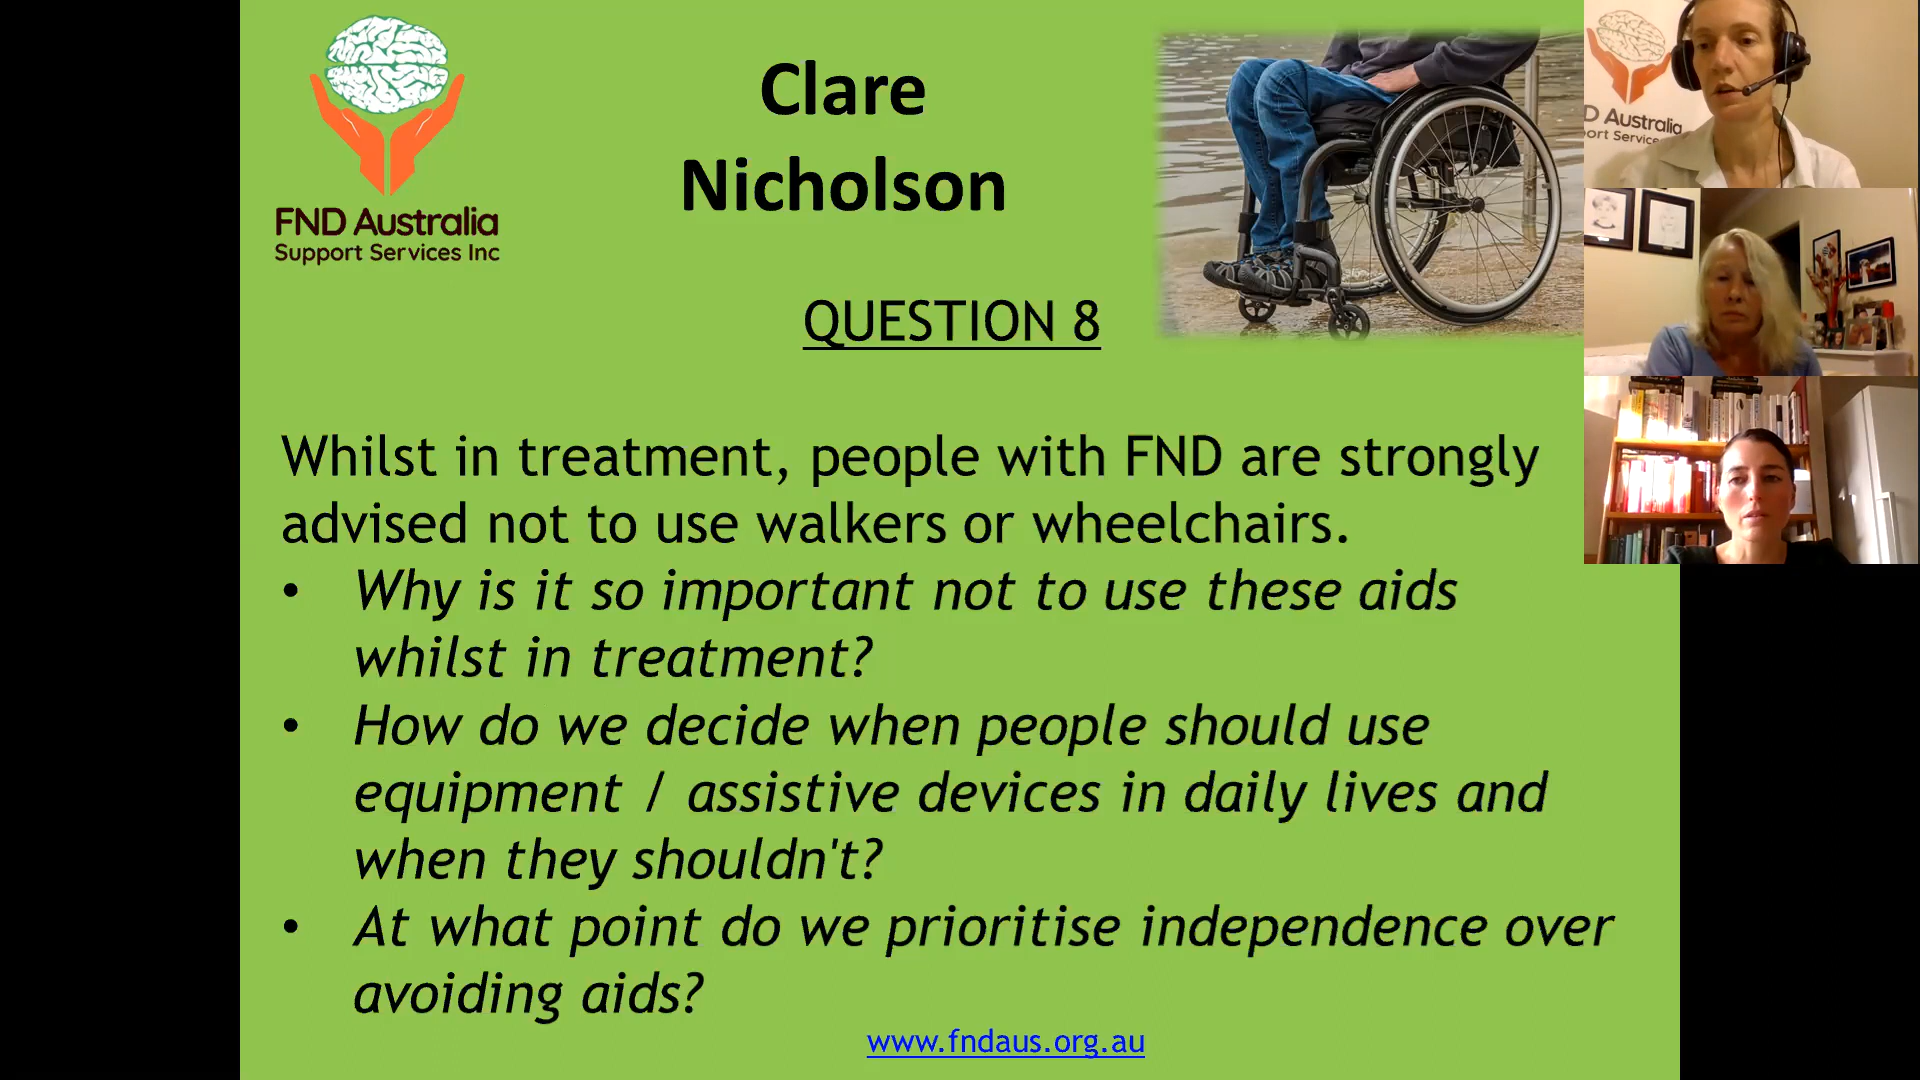 FND Australia
Support Services Inc
Clare
Nicholson
QUESTION 8
Whilst in treatment, people with FND are strongly
advised not to use walkers or wheelchairs.
• Why is it so important not to use these aids
whilst in treatment?
• How do we decide when people should use
equipment / assistive devices in daily lives and
when they shouldn't?
• At what point do we prioritise independence over
avoiding aids?
www.fndaus.org.au
D Australia
ort Service